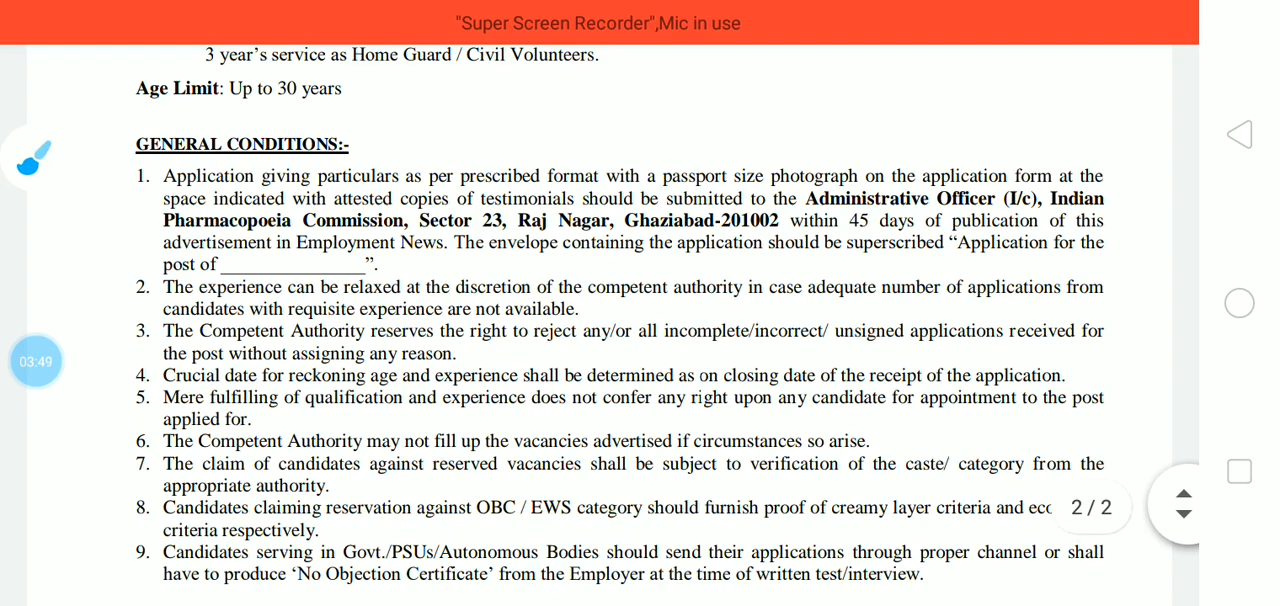 "Super Screen Recorder",Mic in use
3 year’s service as Home Guard / Civil Volunteers.
Age Limit: Up to 30 years
GENERAL CONDITIONS:-
1. Application giving particulars as per prescribed format with a passport size photograph on the application form at the
space indicated with attested copies of testimonials should be submitted to the Administrative Officer (I/c), Indian
Pharmacopoeia Commission, Sector 23, Raj Nagar, Ghaziabad-201002 within 45 days of publication of this
advertisement in Employment News. The envelope containing the application should be superscribed “Application for the
post of _______________”.
2. The experience can be relaxed at the discretion of the competent authority in case adequate number of applications from
candidates with requisite experience are not available.
3. The Competent Authority reserves the right to reject any/or all incomplete/incorrect/ unsigned applications received for
03:49
the post without assigning any reason.
4. Crucial date for reckoning age and experience shall be determined as on closing date of the receipt of the application.
5. Mere fulfilling of qualification and experience does not confer any right upon any candidate for appointment to the post
applied for.
6. The Competent Authority may not fill up the vacancies advertised if circumstances so arise.
7. The claim of candidates against reserved vacancies shall be subject to verification of the caste/ category from the
appropriate authority.
8. Candidates claiming reservation against OBC / EWS category should furnish proof of creamy layer criteria and
2 / 2
criteria respectively.
9. Candidates serving in Govt./PSUs/Autonomous Bodies should send their applications through proper channel or shall
have to produce ‘No Objection Certificate’ from the Employer at the time of written test/interview.